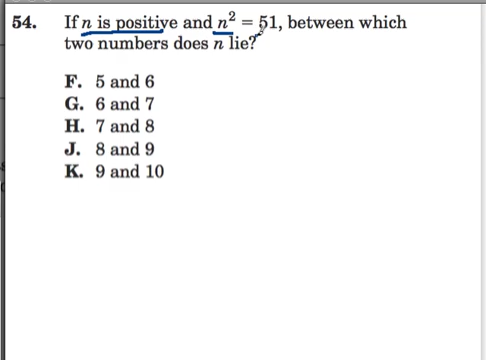 54. If n is positive and n² = 51, between which
two numbers does n lie?
F. 5 and 6
G. 6 and 7
H. 7 and 8
J. 8 and 9
K. 9 and 10